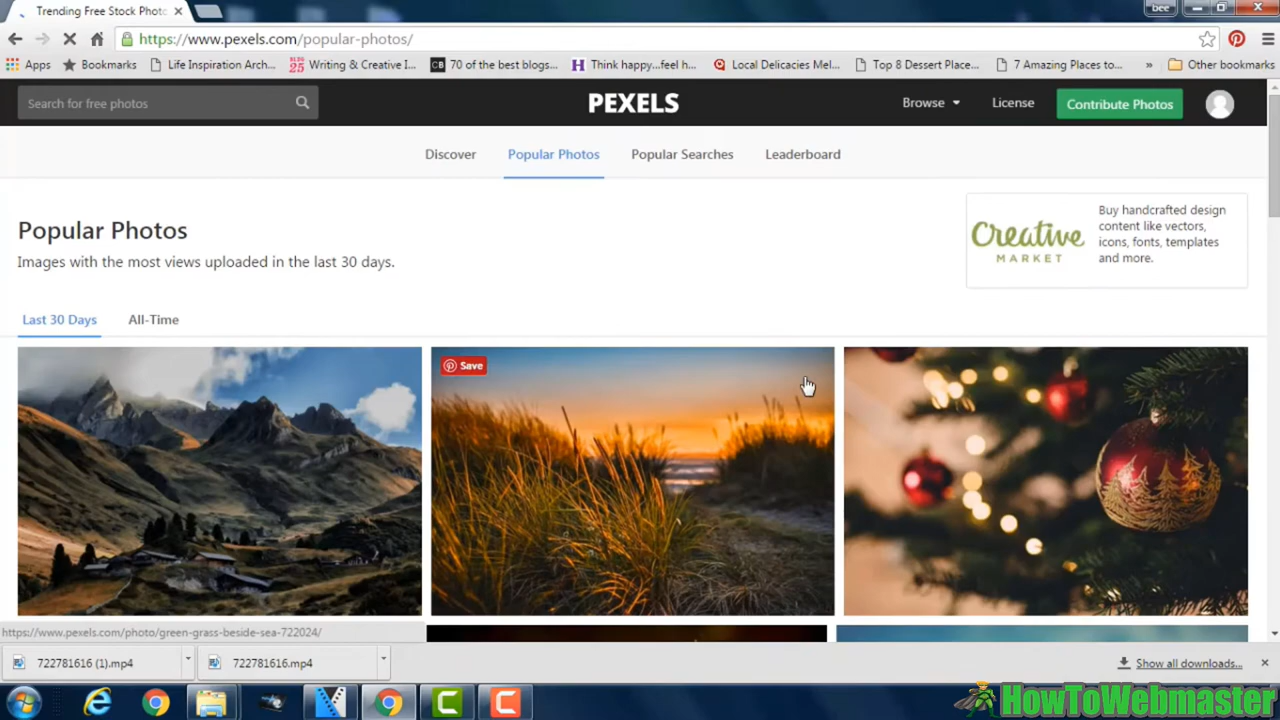 Trending Free Stock Photo
bee
https://www.pexels.com/popular-photos/
Apps
Bookmarks
Life Inspiration Arch...
Writing & Creative I...
70 of the best blogs...
Think happy...feel h...
Local Delicacies Mel...
Top 8 Dessert Place...
7 Amazing Places to...
»
Other bookmarks
Search for free photos
PEXELS
Browse
License
Contribute Photos
Discover
Popular Photos
Popular Searches
Leaderboard
Popular Photos
Images with the most views uploaded in the last 30 days.
Creative
MARKET
Buy handcrafted design
content like vectors,
icons, fonts, templates
and more.
Last 30 Days
All-Time
Save
https://www.pexels.com/photo/green-grass-beside-sea-722024/
722781616 (1).mp4
722781616.mp4
Show all downloads...
HowToWebmaster